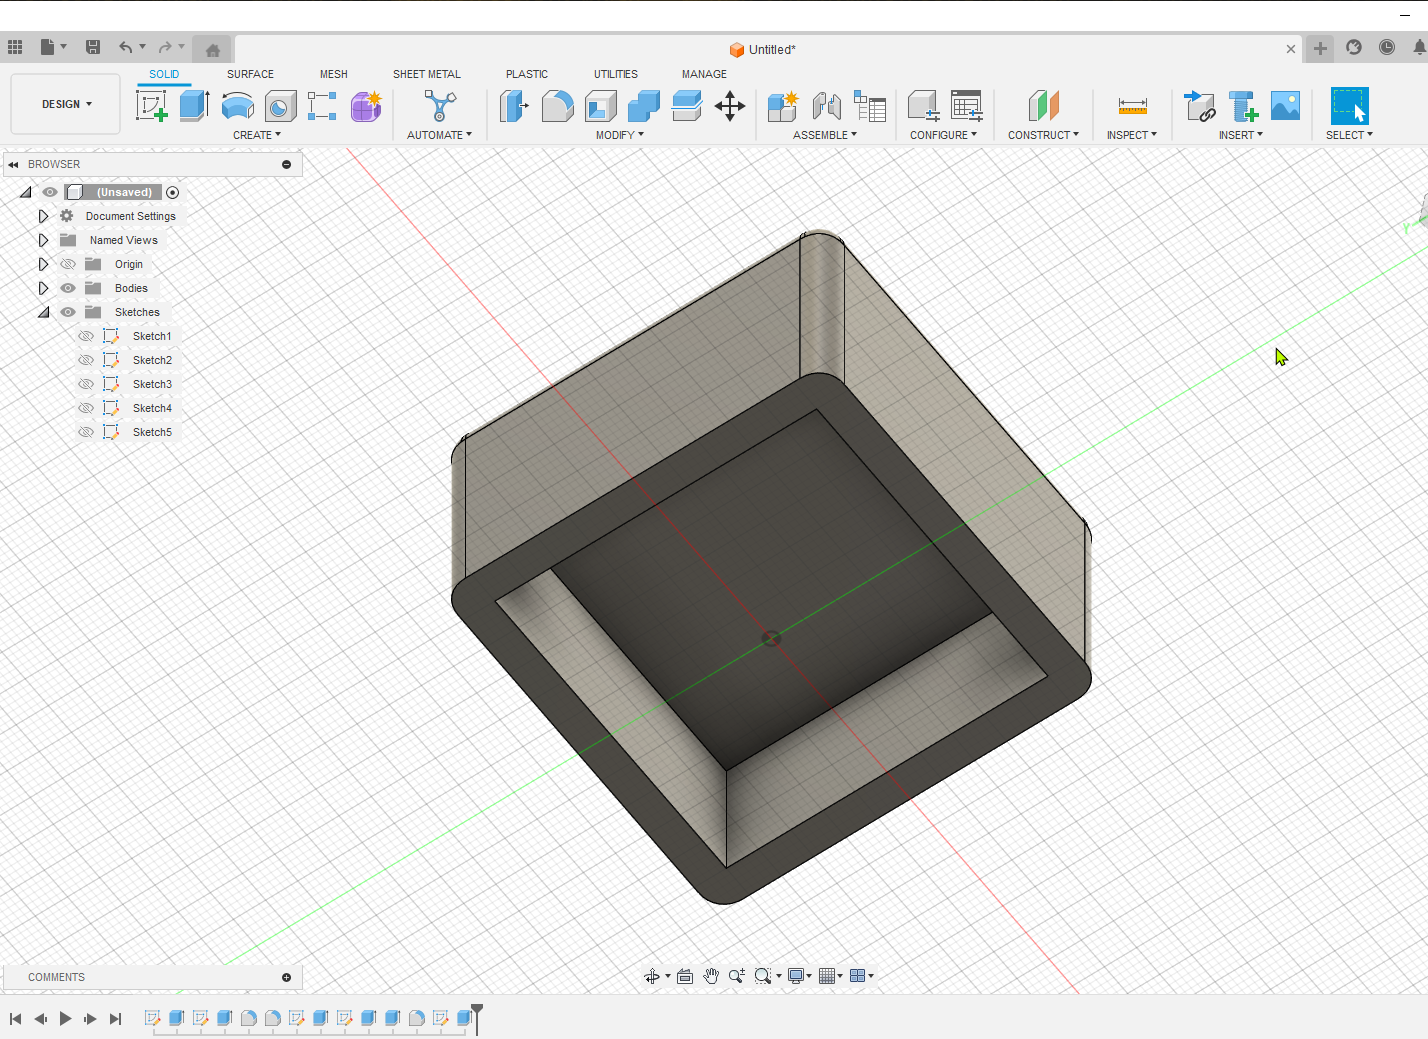 Untitled*
SOLID SURFACE MESH SHEET METAL PLASTIC UTILITIES MANAGE
DESIGN
CREATE AUTOMATE MODIFY ASSEMBLE CONFIGURE CONSTRUCT INSPECT INSERT SELECT
BROWSER
(Unsaved)
Document Settings
Named Views
Origin
Bodies
Sketches
Sketch1
Sketch2
Sketch3
Sketch4
Sketch5
Y
COMMENTS